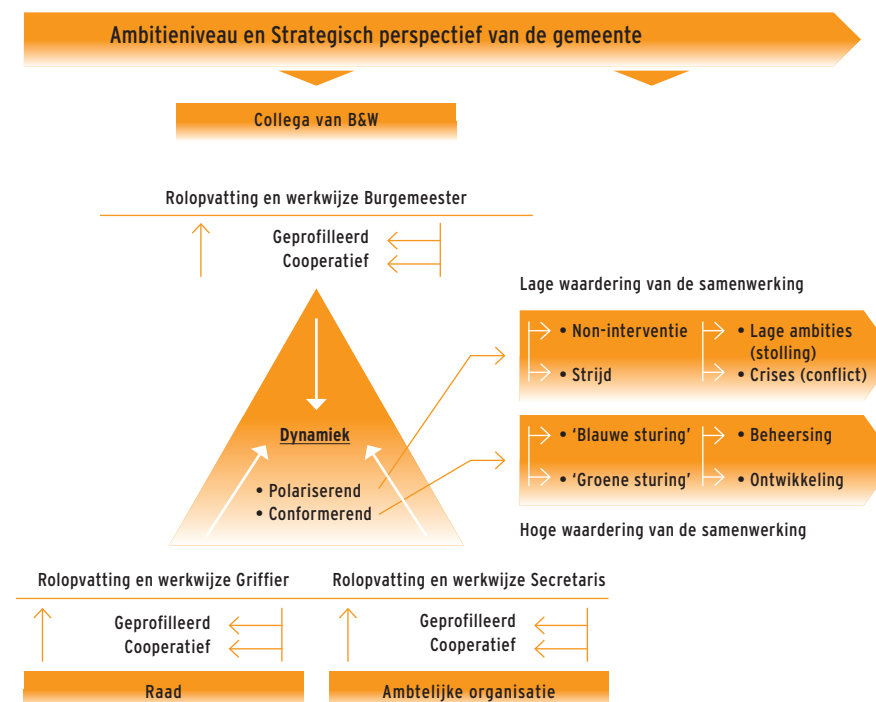 Ambitieniveau en Strategisch perspectief van de gemeente
Collega van B&W
Rolopvatting en werkwijze Burgemeester
Geprofilleerd
Cooperatief
Lage waardering van de samenwerking
• Non-interventie
• Lage ambities
(stolling)
• Strijd
• Crises (conflict)
Dynamiek
• Polariserend
• Conformerend
• 'Blauwe sturing'
• Beheersing
• 'Groene sturing'
• Ontwikkeling
Hoge waardering van de samenwerking
Rolopvatting en werkwijze Griffier
Geprofilleerd
Cooperatief
Raad
Rolopvatting en werkwijze Secretaris
Geprofilleerd
Cooperatief
Ambtelijke organisatie